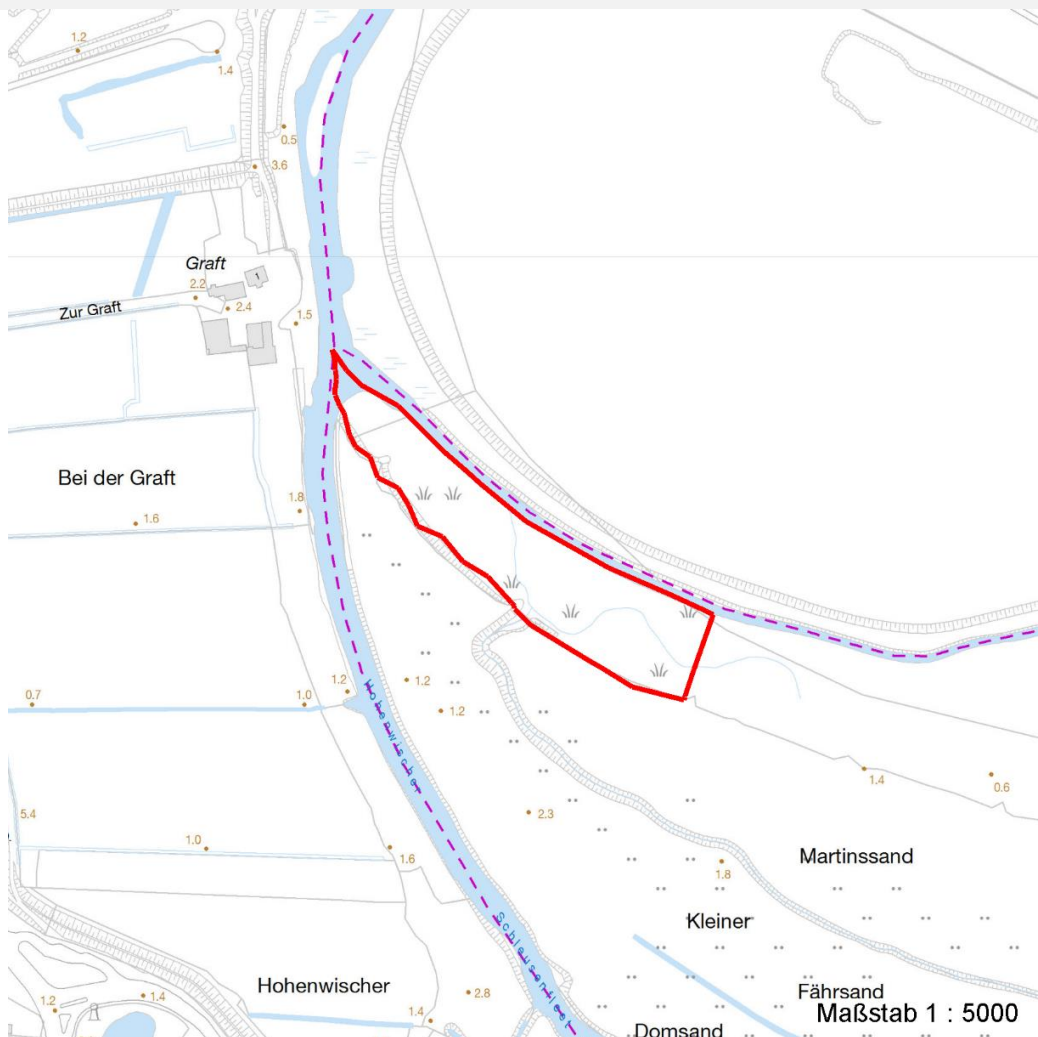 1.2
1.4
0.5
3.6
Graft
1
2.2
2.4
Zur Graft
1.5
Bei der Graft
1.8
1.6
1.2
1.2
0.7
1.0
1.2
Hohenwischer
1.4
0.6
2.3
5.4
1.0
1.6
Martinssand
1.8
Kleiner
Schleusenfleet
Hohenwischer
2.8
Fährsand
1.2
1.4
1.4
Maßstab 1 : 5000
Domsand